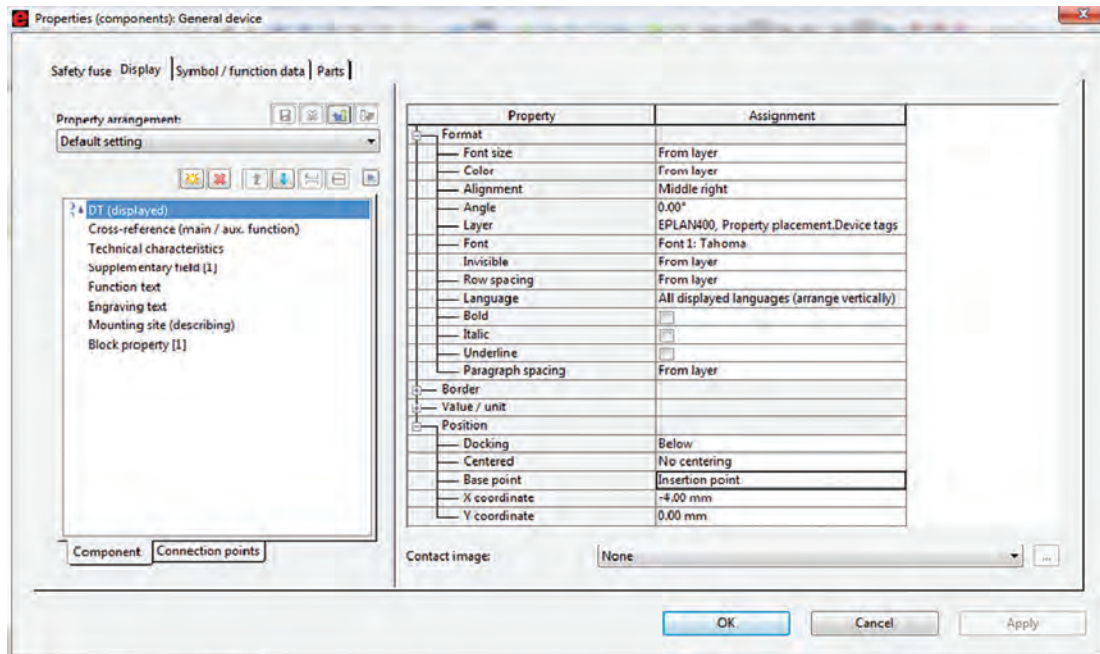 Properties (components): General device
Safety fuse Display Symbol / function data Parts
Property arrangement:
Default setting
DT (displayed)
Cross-reference (main / aux. function)
Technical characteristics
Supplementary field [1]
Function text
Engraving text
Mounting site (describing)
Block property [1]
Component Connection points
Property Assignment
Format
Font size From layer
Color From layer
Alignment Middle right
Angle 0.00°
Layer EPLAN400, Property placement.Device tags
Font Font 1: Tahoma
Invisible From layer
Row spacing From layer
Language All displayed languages (arrange vertically)
Bold
Italic
Underline
Paragraph spacing From layer
Border
Value / unit
Position
Docking Below
Centered No centering
Base point Insertion point
X coordinate -4.00 mm
Y coordinate 0.00 mm
Contact image: None ...
OK Cancel Apply